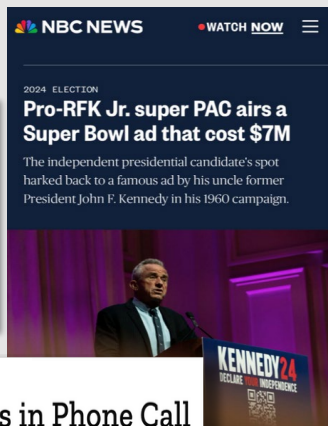 NBC NEWS
WATCH NOW
2024 ELECTION
Pro-RFK Jr. super PAC airs a
Super Bowl ad that cost $7M
The independent presidential candidate's spot
harked back to a famous ad by his uncle former
President John F. Kennedy in his 1960 campaign.
KENNEDY24
DECLARE YOUR INDEPENDENCE
s in Phone Call